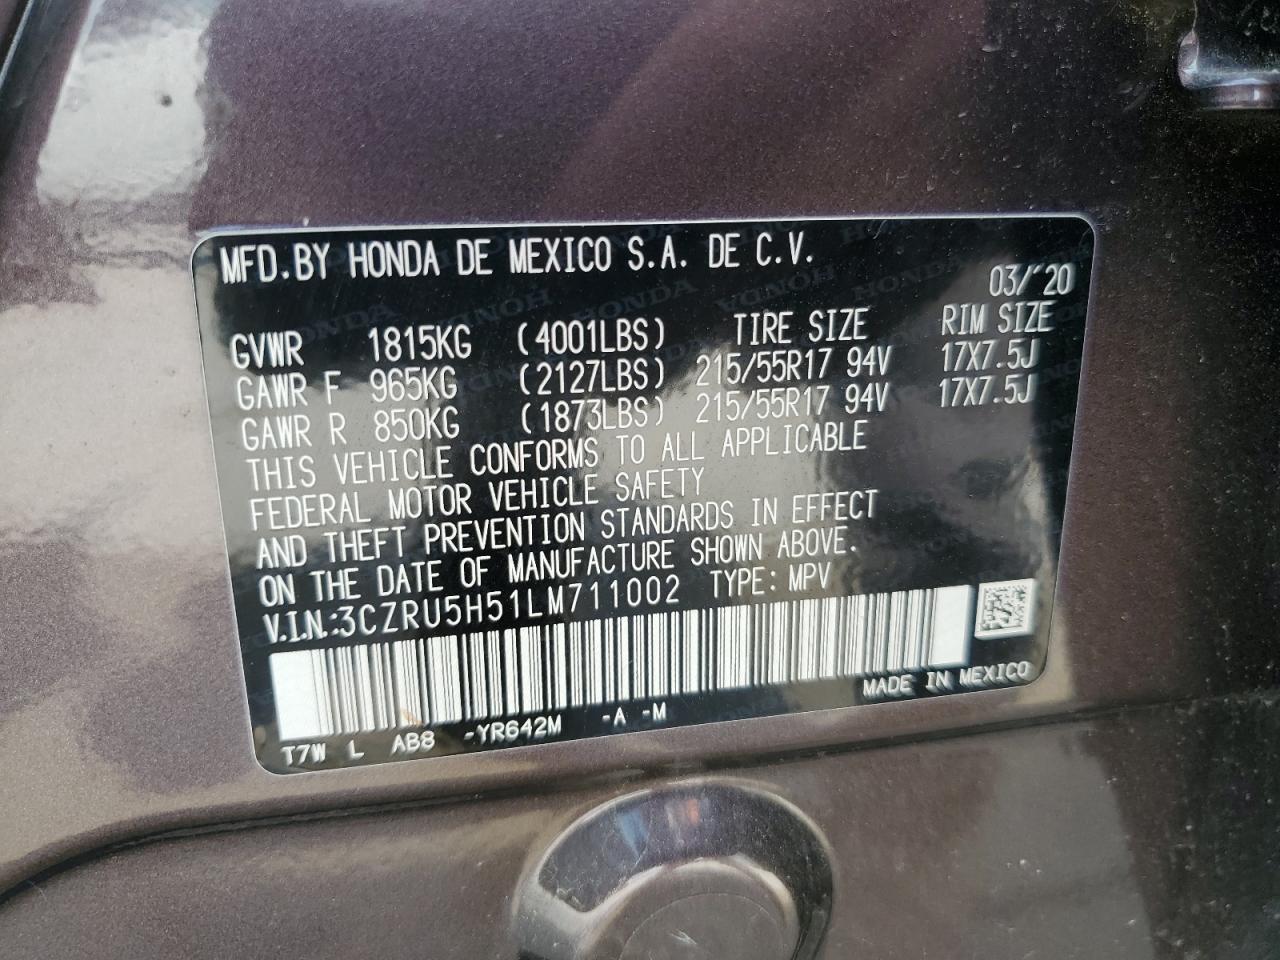 MFD. BY HONDA DE MEXICO S.A. DE C.V.
03/'20
GVWR 1815KG (4001LBS) TIRE SIZE RIM SIZE
GAWR F 965KG (2127LBS) 215/55R17 94V 17X7.5J
GAWR R 850KG (1873LBS) 215/55R17 94V 17X7.5J
THIS VEHICLE CONFORMS TO ALL APPLICABLE
FEDERAL MOTOR VEHICLE SAFETY
AND THEFT PREVENTION STANDARDS IN EFFECT
ON THE DATE OF MANUFACTURE SHOWN ABOVE.
V.I.N.:3CZRU5H51LM711002 TYPE: MPV
MADE IN MEXICO
T7W L AB8 -YR642M -A -M